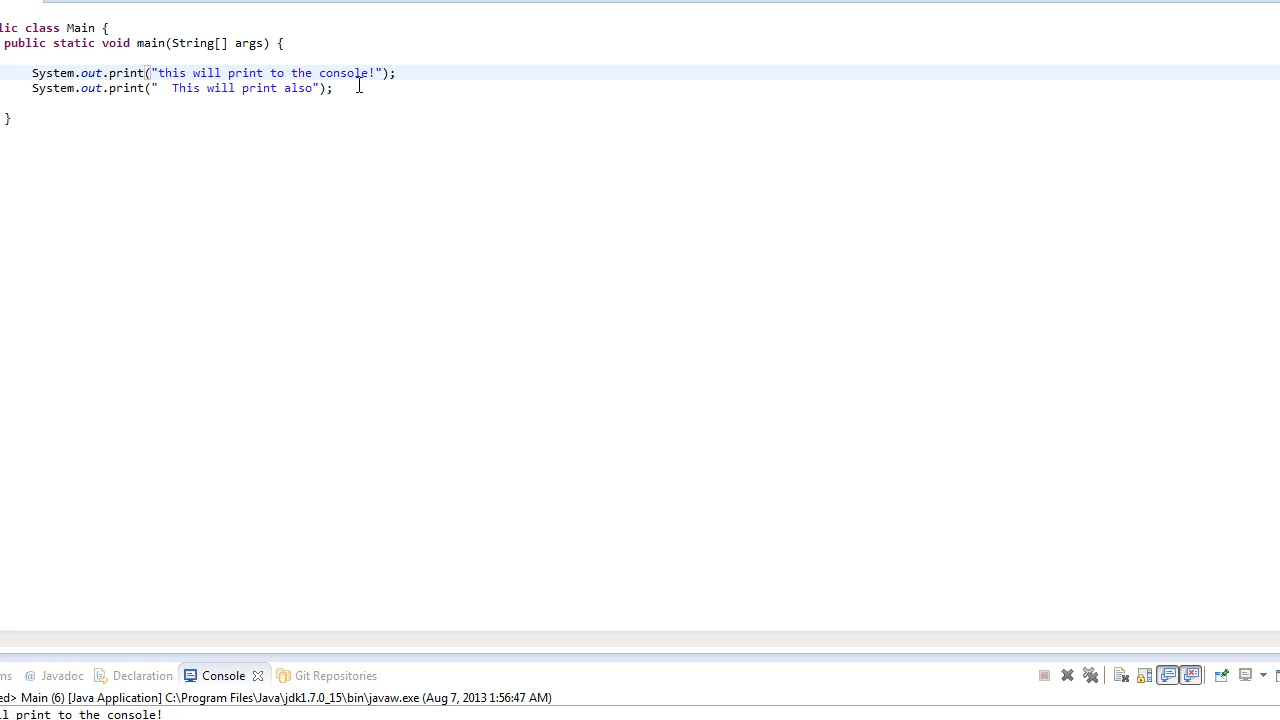 lic class Main {
public static void main(String[] args) {
System.out.print("this will print to the console!");
System.out.print("  This will print also");
}
ms @ Javadoc Declaration Console Git Repositories
ed> Main (6) [Java Application] C:\Program Files\Java\jdk1.7.0_15\bin\javaw.exe (Aug 7, 2013 1:56:47 AM)
ll print to the console!